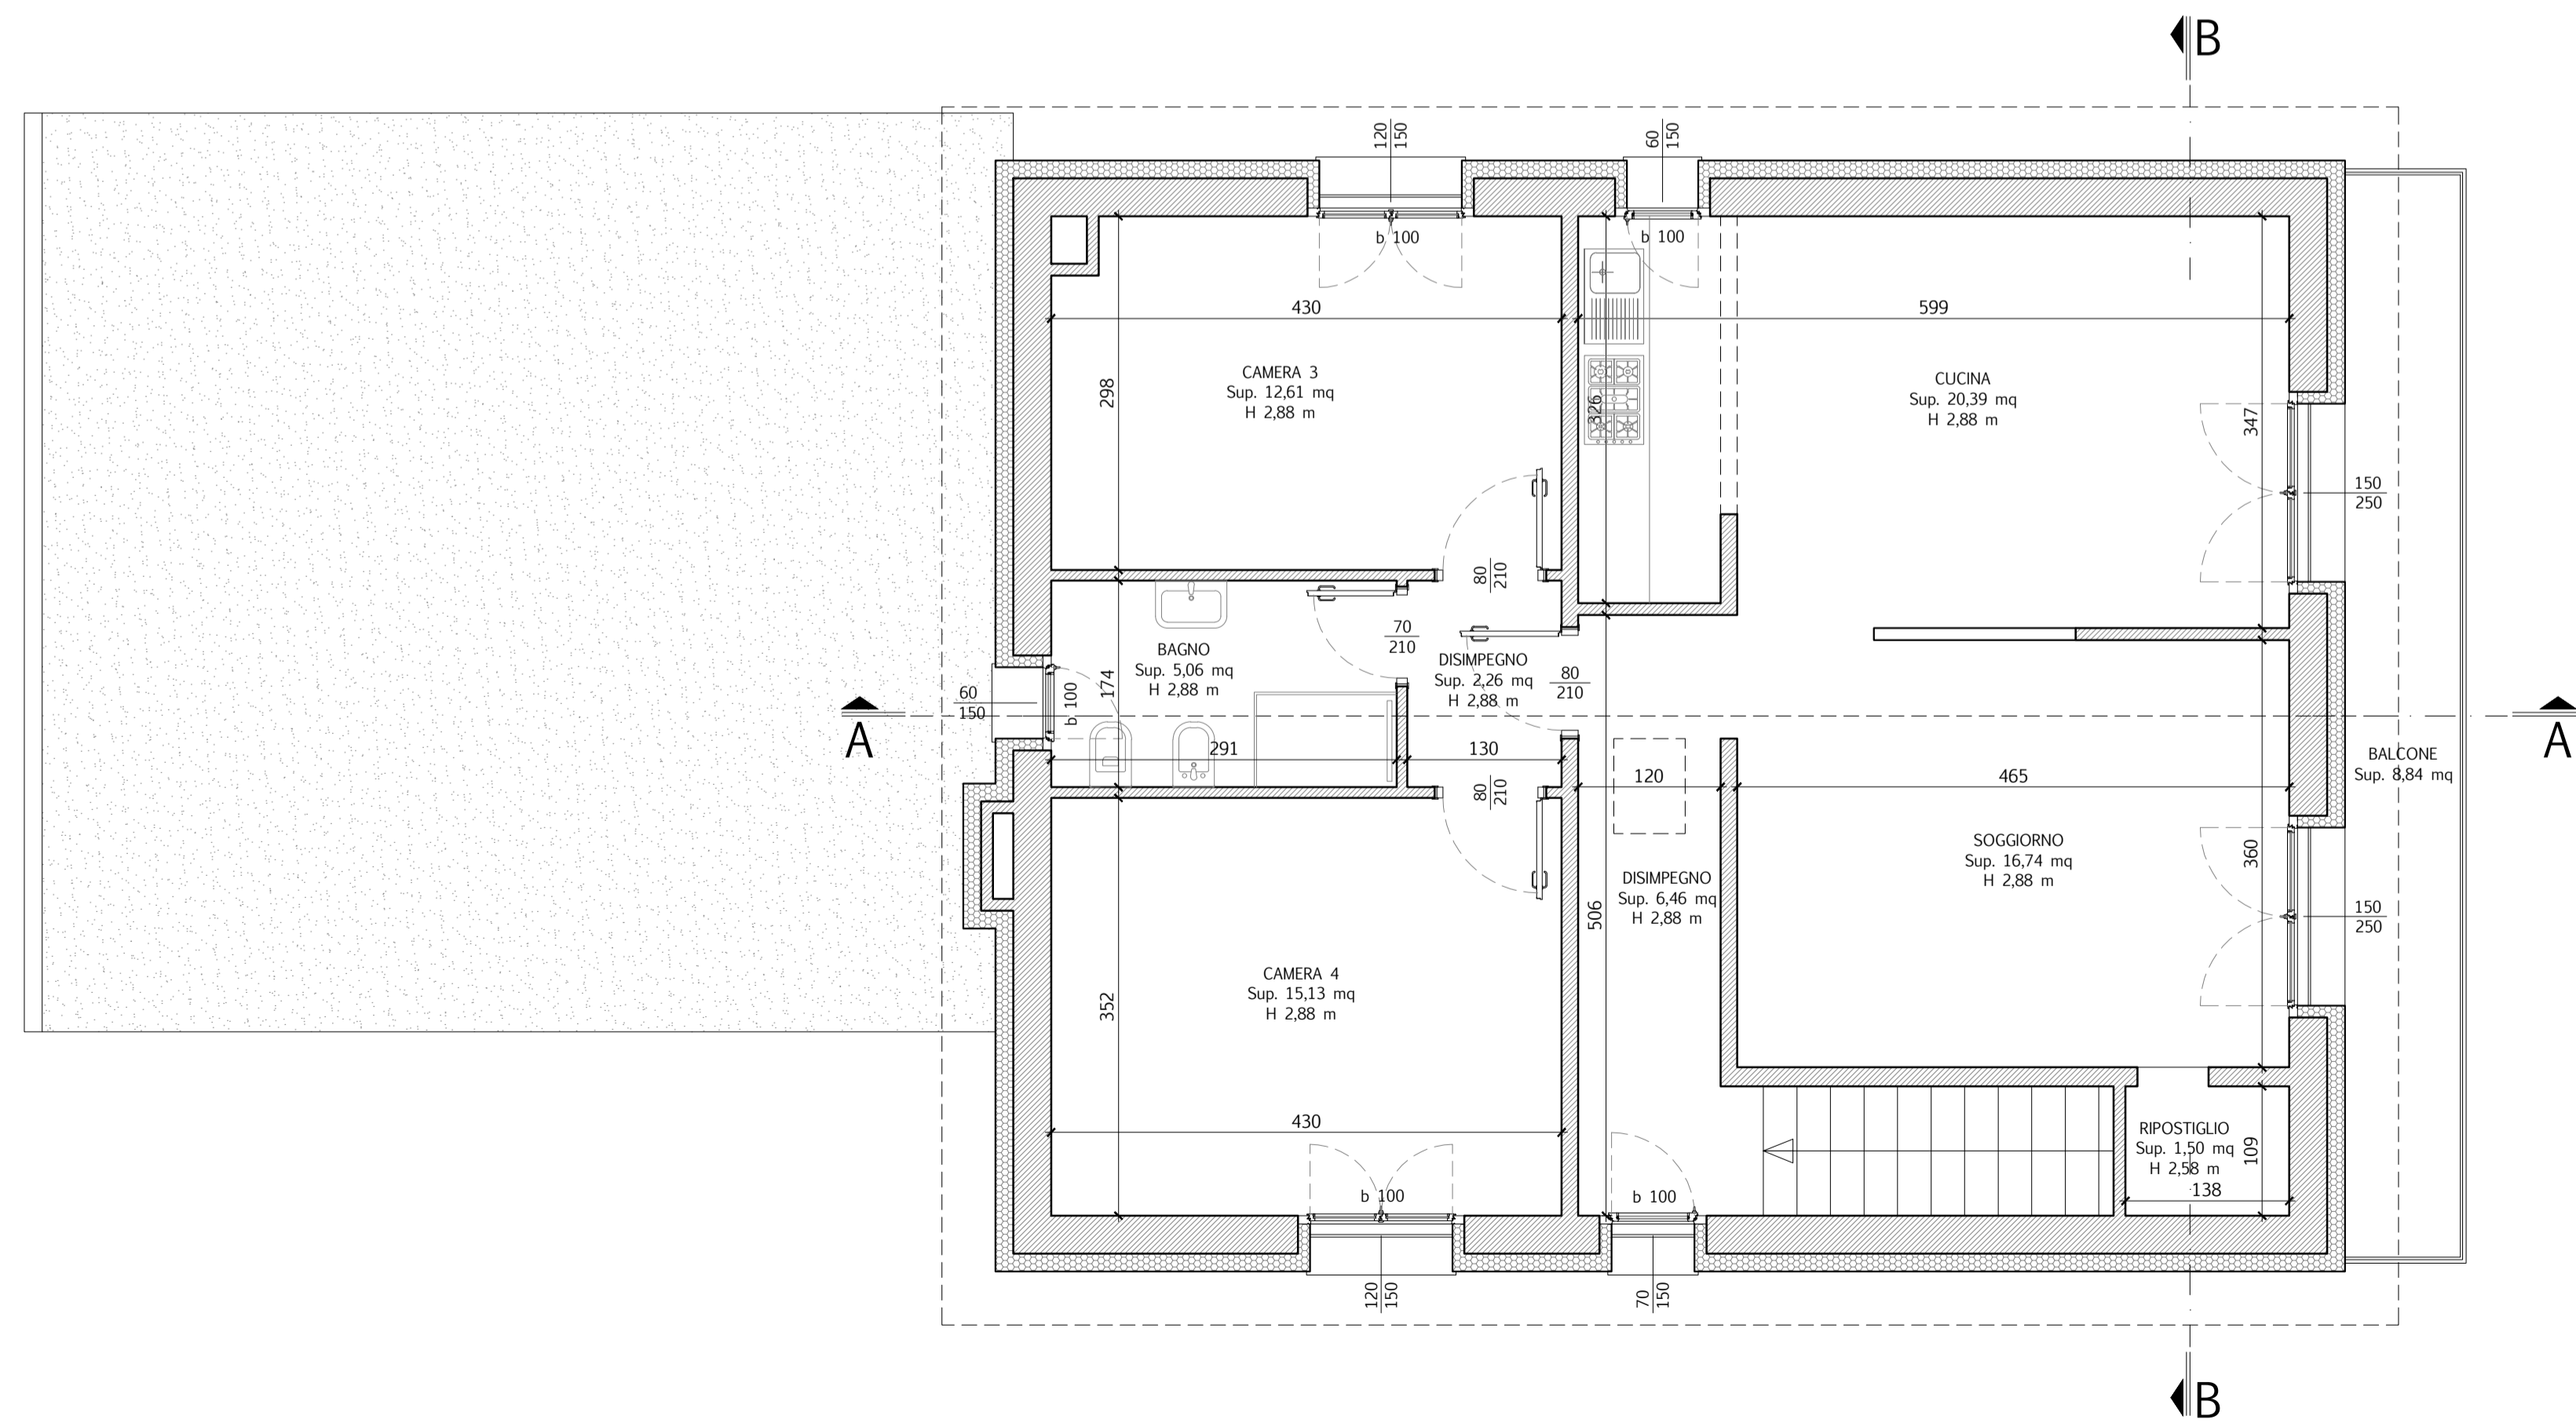 B
120
150
60
150
b 100
b 100
430
599
CAMERA 3
Sup. 12,61 mq
H 2,88 m
298
326
CUCINA
Sup. 20,39 mq
H 2,88 m
347
150
250
80
210
70
210
BAGNO
Sup. 5,06 mq
H 2,88 m
174
DISIMPEGNO
Sup. 2,26 mq
H 2,88 m
80
210
60
150
b 100
A
A
291
130
80
210
120
465
BALCONE
Sup. 8,84 mq
SOGGIORNO
Sup. 16,74 mq
H 2,88 m
360
DISIMPEGNO
Sup. 6,46 mq
H 2,88 m
506
150
250
CAMERA 4
Sup. 15,13 mq
H 2,88 m
352
430
RIPOSTIGLIO
Sup. 1,50 mq
H 2,58 m
109
138
b 100
b 100
120
150
70
150
B